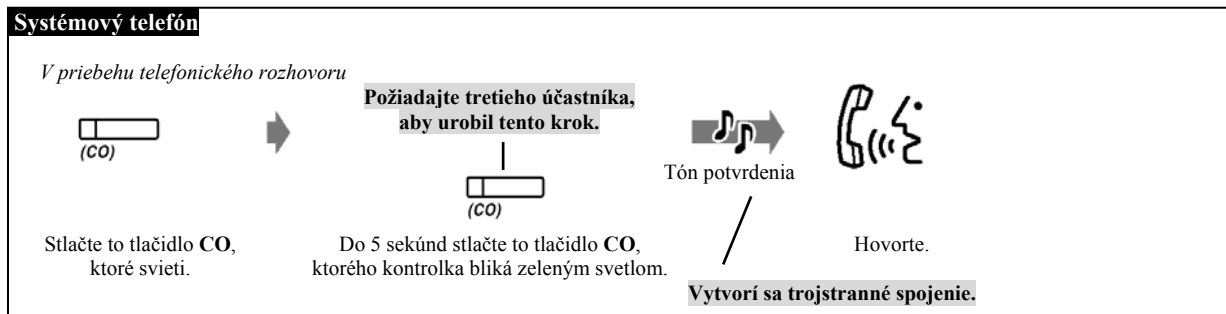 Systémový telefón
V priebehu telefonického rozhovoru
(CO)
Stlačte to tlačidlo CO,
ktoré svieti.
Požiadajte tretieho účastníka,
aby urobil tento krok.
(CO)
Do 5 sekúnd stlačte to tlačidlo CO,
ktorého kontrolka bliká zeleným svetlom.
Tón potvrdenia
Vytvorí sa trojstranné spojenie.
Hovorte.